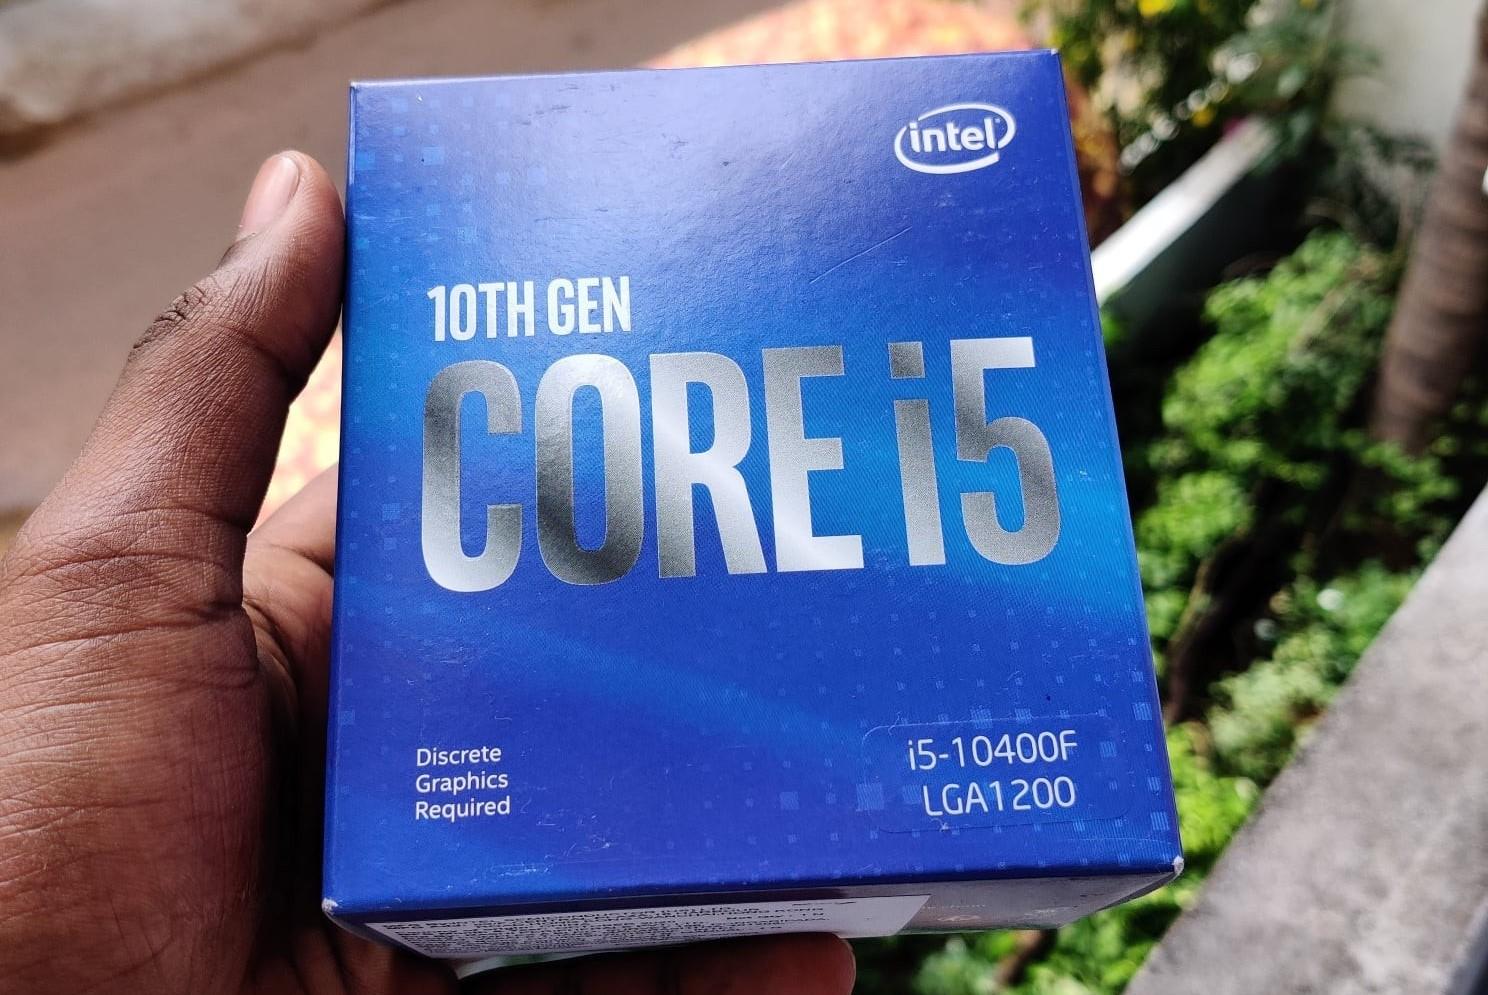 intel
10TH GEN
CORE i5
Discrete
Graphics
Required
i5-10400F
LGA1200